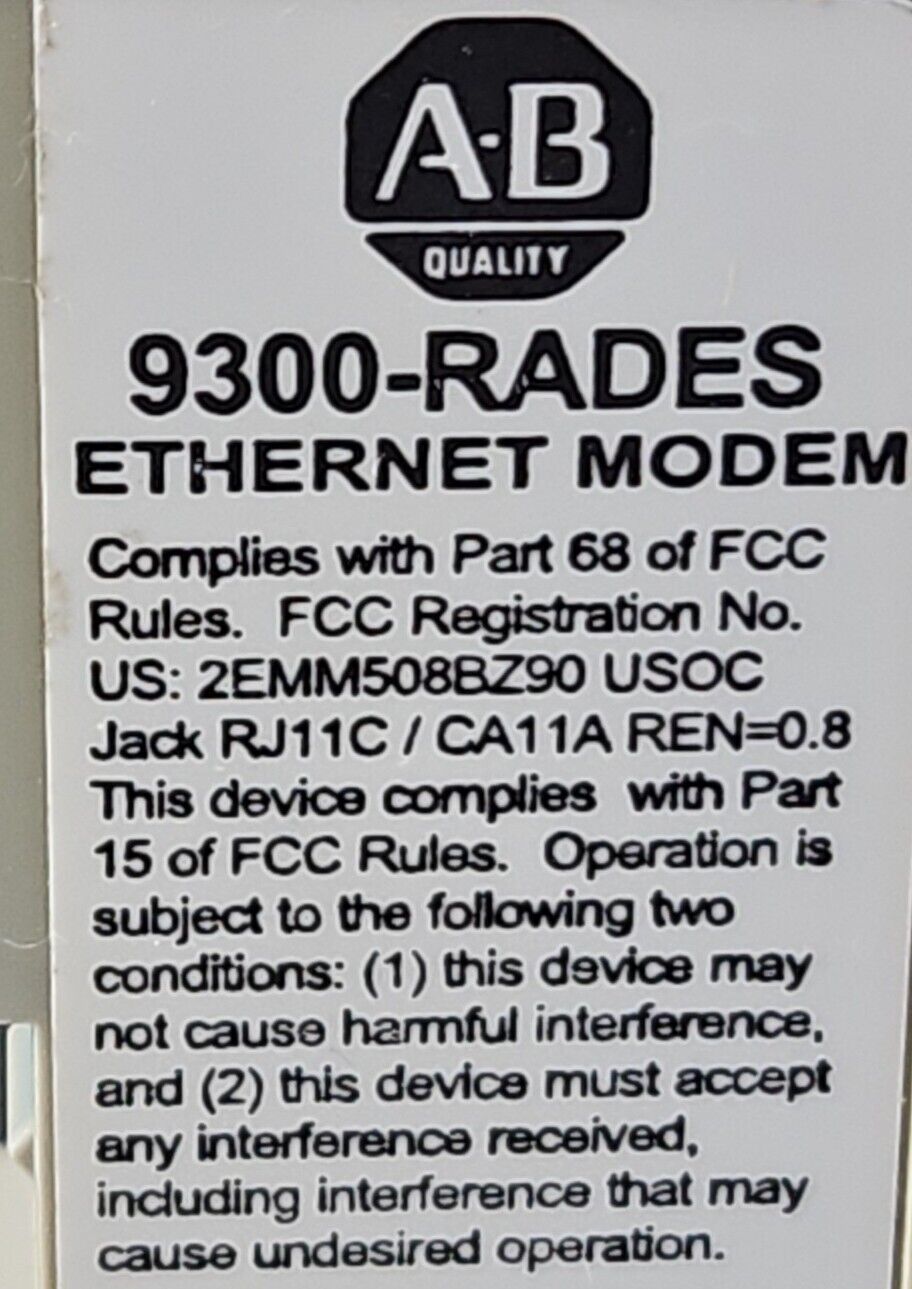 A-B
QUALITY
9300-RADES
ETHERNET MODEM
Complies with Part 68 of FCC
Rules.  FCC Registration No.
US: 2EMM508BZ90 USOC
Jack RJ11C / CA11A REN=0.8
This device complies  with Part
15 of FCC Rules.  Operation is
subject to the following two
conditions: (1) this device may
not cause harmful interference,
and (2) this device must accept
any interference received,
including interference that may
cause undesired operation.